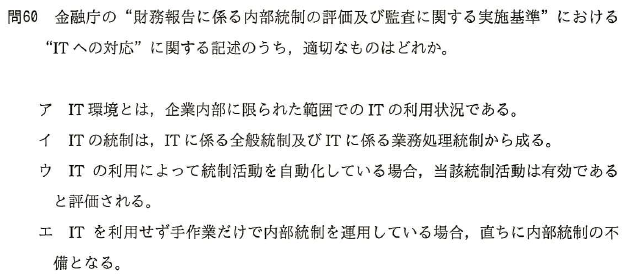 問60 金融庁の“財務報告に係る内部統制の評価及び監査に関する実施基準”における
“ITへの対応”に関する記述のうち，適切なものはどれか。
ア IT環境とは，企業内部に限られた範囲でのITの利用状況である。
イ ITの統制は，ITに係る全般統制及びITに係る業務処理統制から成る。
ウ ITの利用によって統制活動を自動化している場合，当該統制活動は有効である
と評価される。
エ ITを利用せず手作業だけで内部統制を運用している場合，直ちに内部統制の不
備となる。